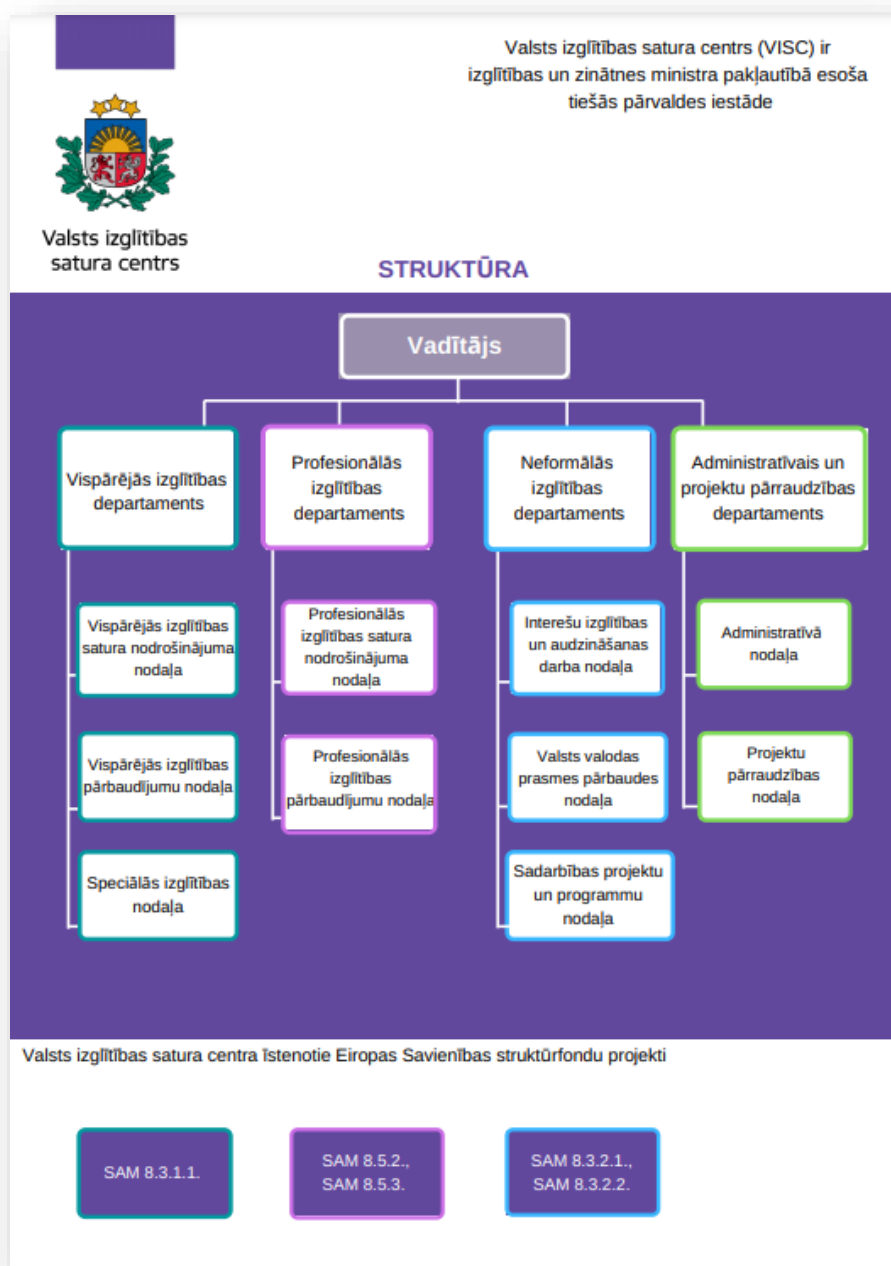 Valsts izglītības satura centrs (VISC) ir
izglītības un zinātnes ministra pakļautībā esoša
tiešās pārvaldes iestāde
Valsts izglītības
satura centrs
STRUKTŪRA
Vadītājs
Vispārējās izglītības
departaments
Profesionālās
izglītības
departaments
Neformālās
izglītības
departaments
Administratīvais un
projektu pārraudzības
departaments
Vispārējās izglītības
satura nodrošinājuma
nodaļa
Profesionālās
izglītības satura
nodrošinājuma
nodaļa
Interešu izglītības
un audzināšanas
darba nodaļa
Administratīvā
nodaļa
Vispārējās izglītības
pārbaudījumu nodaļa
Profesionālās
izglītības
pārbaudījumu nodaļa
Valsts valodas
prasmes pārbaudes
nodaļa
Projektu
pārraudzības
nodaļa
Speciālās izglītības
nodaļa
Sadarbības projektu
un programmu
nodaļa
Valsts izglītības satura centra īstenotie Eiropas Savienības struktūrfondu projekti
SAM 8.3.1.1.
SAM 8.5.2.,
SAM 8.5.3.
SAM 8.3.2.1.,
SAM 8.3.2.2.